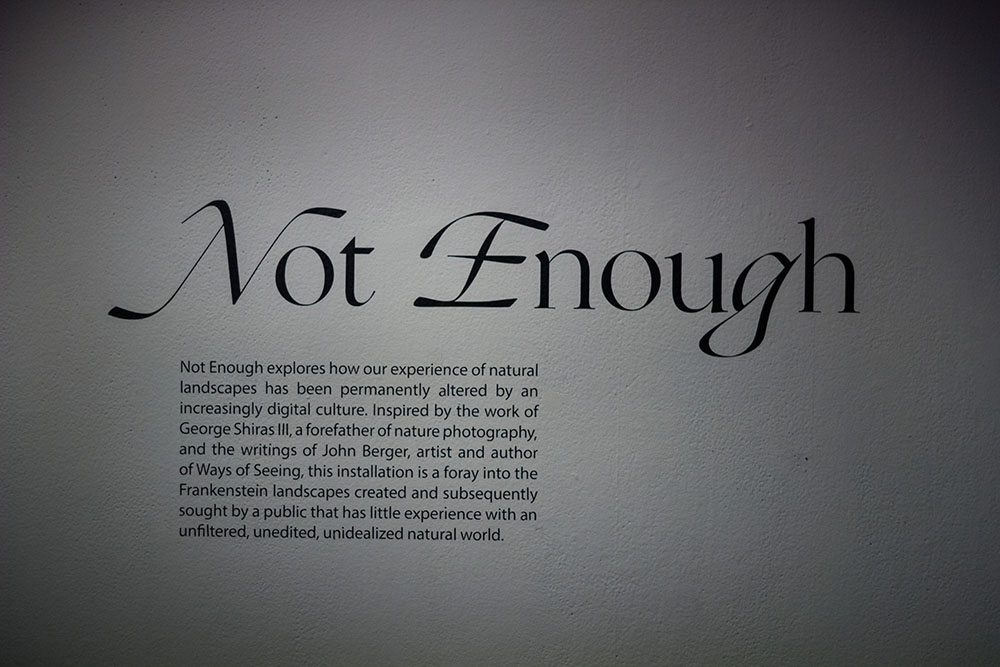 Not Enough
Not Enough explores how our experience of natural
landscapes has been permanently altered by an
increasingly digital culture. Inspired by the work of
George Shiras III, a forefather of nature photography,
and the writings of John Berger, artist and author
of Ways of Seeing, this installation is a foray into the
Frankenstein landscapes created and subsequently
sought by a public that has little experience with an
unfiltered, unedited, unidealized natural world.